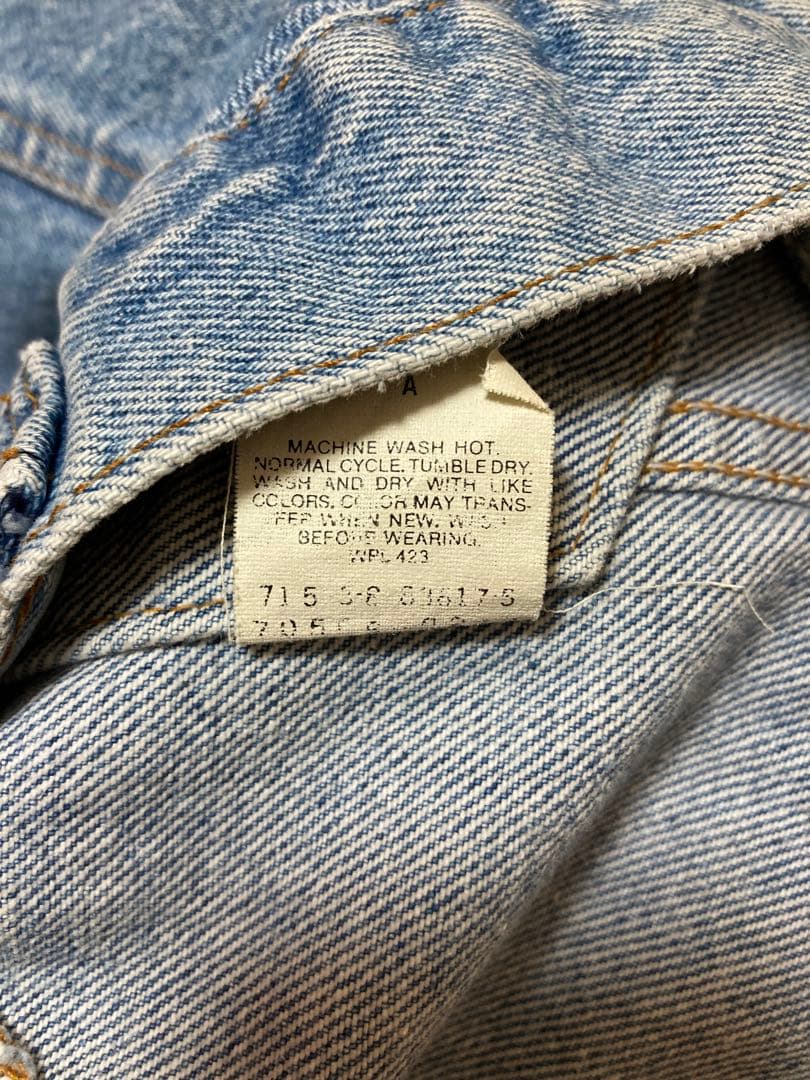 A
MACHINE WASH HOT.
NORMAL CYCLE. TUMBLE DRY.
WASH AND DRY WITH LIKE
COLORS. COLOR MAY TRANS-
FER WHEN NEW. WASH
BEFORE WEARING.
WPL 423
715